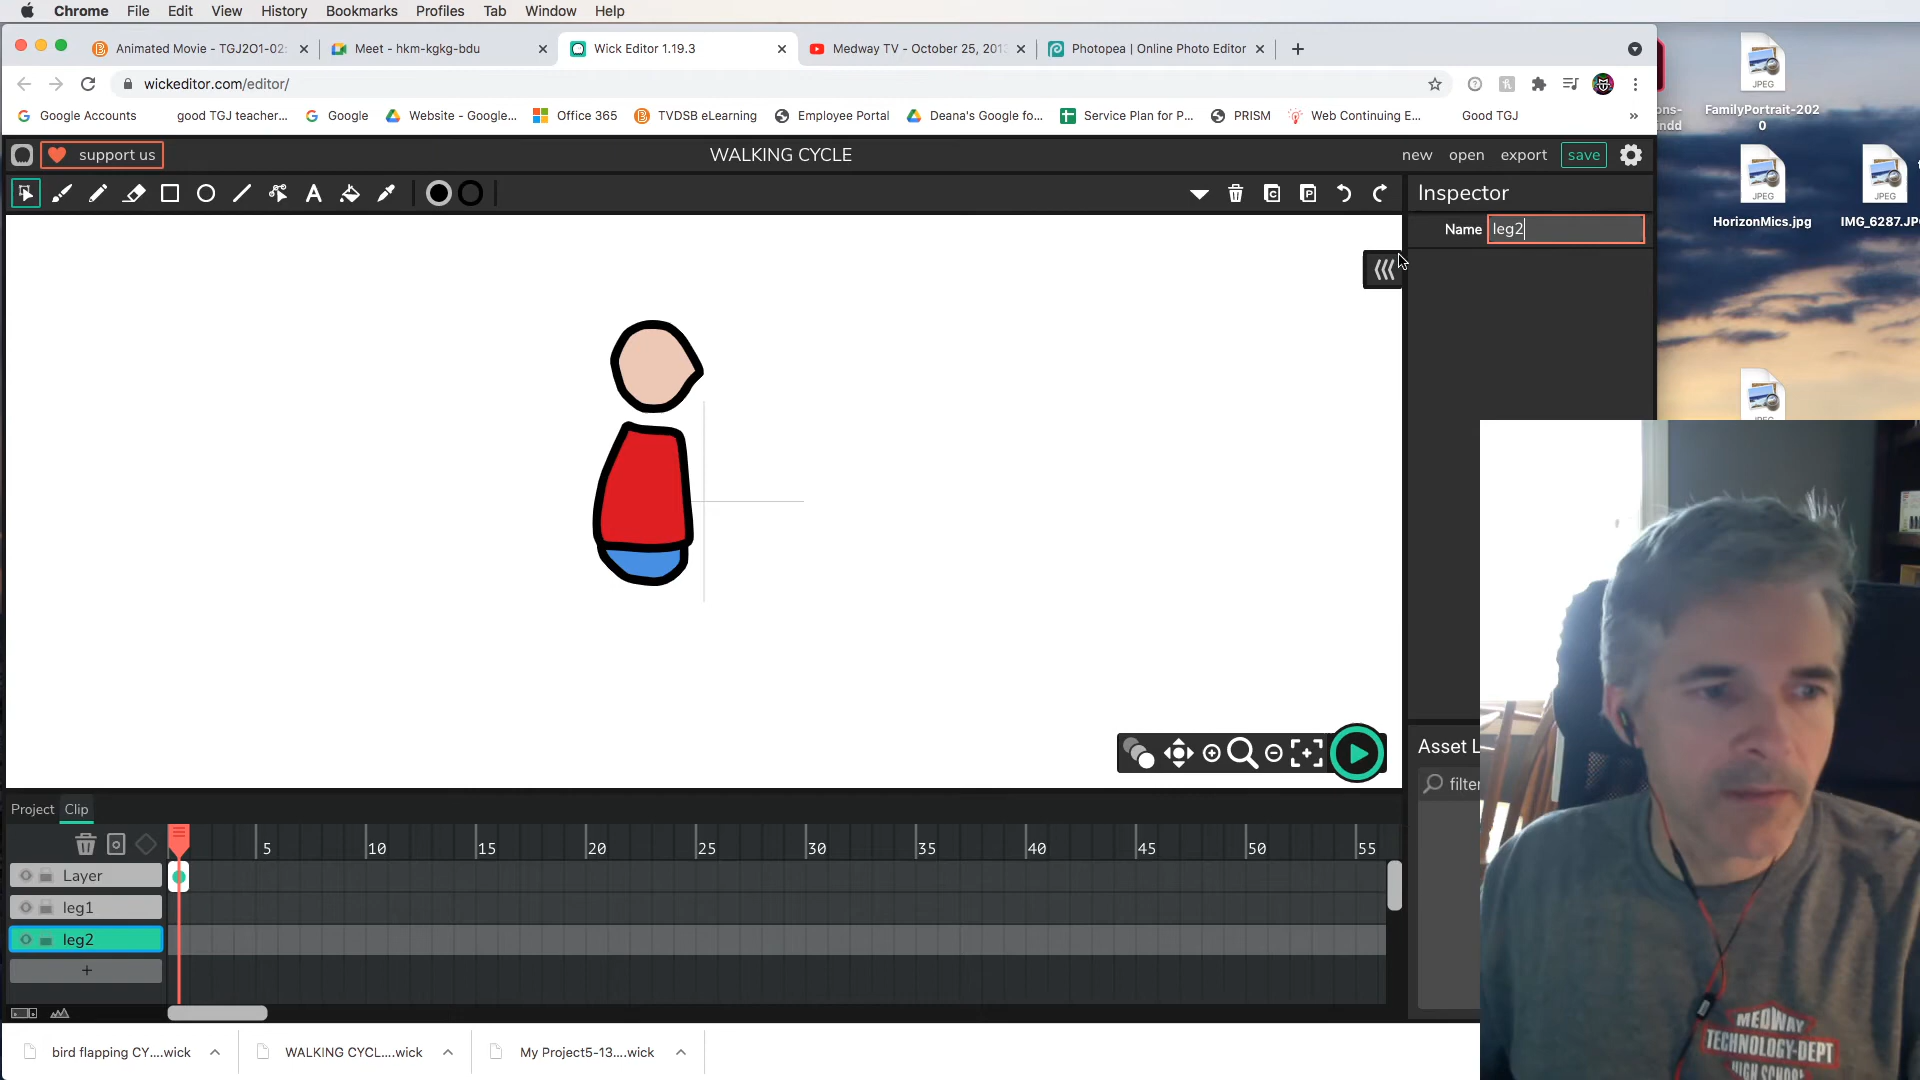 Chrome File Edit View History Bookmarks Profiles Tab Window Help
Animated Movie - TGJ2O1-02:
Meet - hkm-kgkg-bdu
Wick Editor 1.19.3
Medway TV - October 25, 201
Photopea | Online Photo Editor
wickeditor.com/editor/
Google Accounts
good TGJ teacher...
Google
Website - Google...
Office 365
TVDSB eLearning
Employee Portal
Deana's Google fo...
Service Plan for P...
PRISM
Web Continuing E...
Good TGJ
support us
WALKING CYCLE
new open export save
Inspector
Name leg2
Project Clip
5 10 15 20 25 30 35 40 45 50 55
Layer
leg1
leg2
+
Asset L
filter
bird flapping CY....wick
WALKING CYCL....wick
My Project5-13....wick
ons-
indd
JPEG
FamilyPortrait-202
0
JPEG
HorizonMics.jpg
JPEG
IMG_6287.JP
JPEG
MEDWAY
TECHNOLOGY-DEPT
HIGH SCHOOL